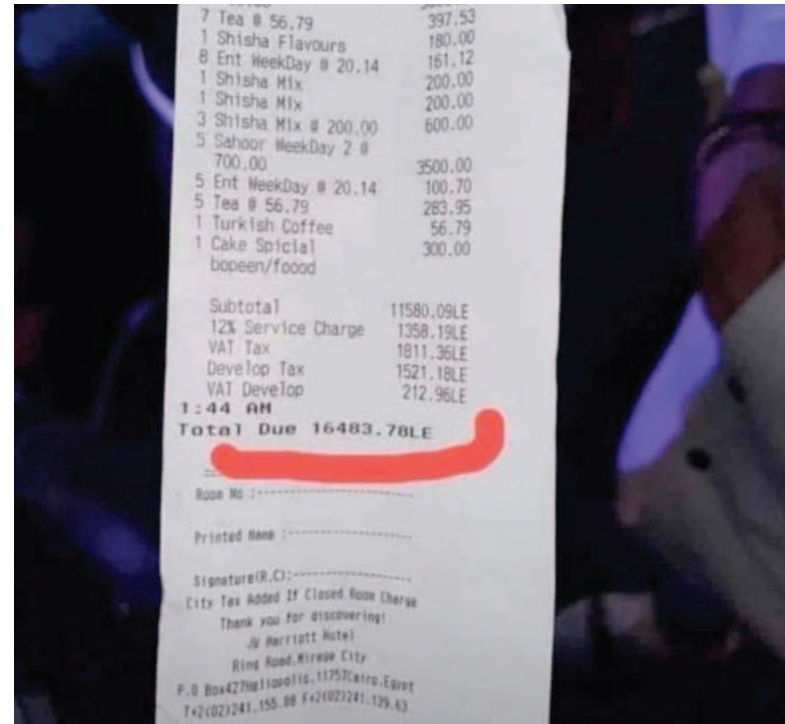 7 Tea @ 56.79 397.53
1 Shisha Flavours 180.00
8 Ent WeekDay @ 20.14 161.12
1 Shisha Mix 200.00
1 Shisha Mix 200.00
3 Shisha Mix @ 200.00 600.00
5 Sahoor WeekDay 2 @
700.00 3500.00
5 Ent WeekDay @ 20.14 100.70
5 Tea @ 56.79 283.95
1 Turkish Coffee 56.79
1 Cake Spicial 300.00
bopeen/foood
Subtotal 11580.09LE
12% Service Charge 1358.19LE
VAT Tax 1811.36LE
Develop Tax 1521.18LE
VAT Develop 212.96LE
1:44 AM
Total Due 16483.78LE
Room No :----------------------
Printed Name :-----------------
Signature(R.C):----------------
City Tax Added If Closed Room Charge
Thank you for discovering!
JW Marriott Hotel
Ring Road,Mirage City
P.O Box427Heliopolis,11757Cairo,Egypt
T+2(02)241.155.88 F+2(02)241.139.63